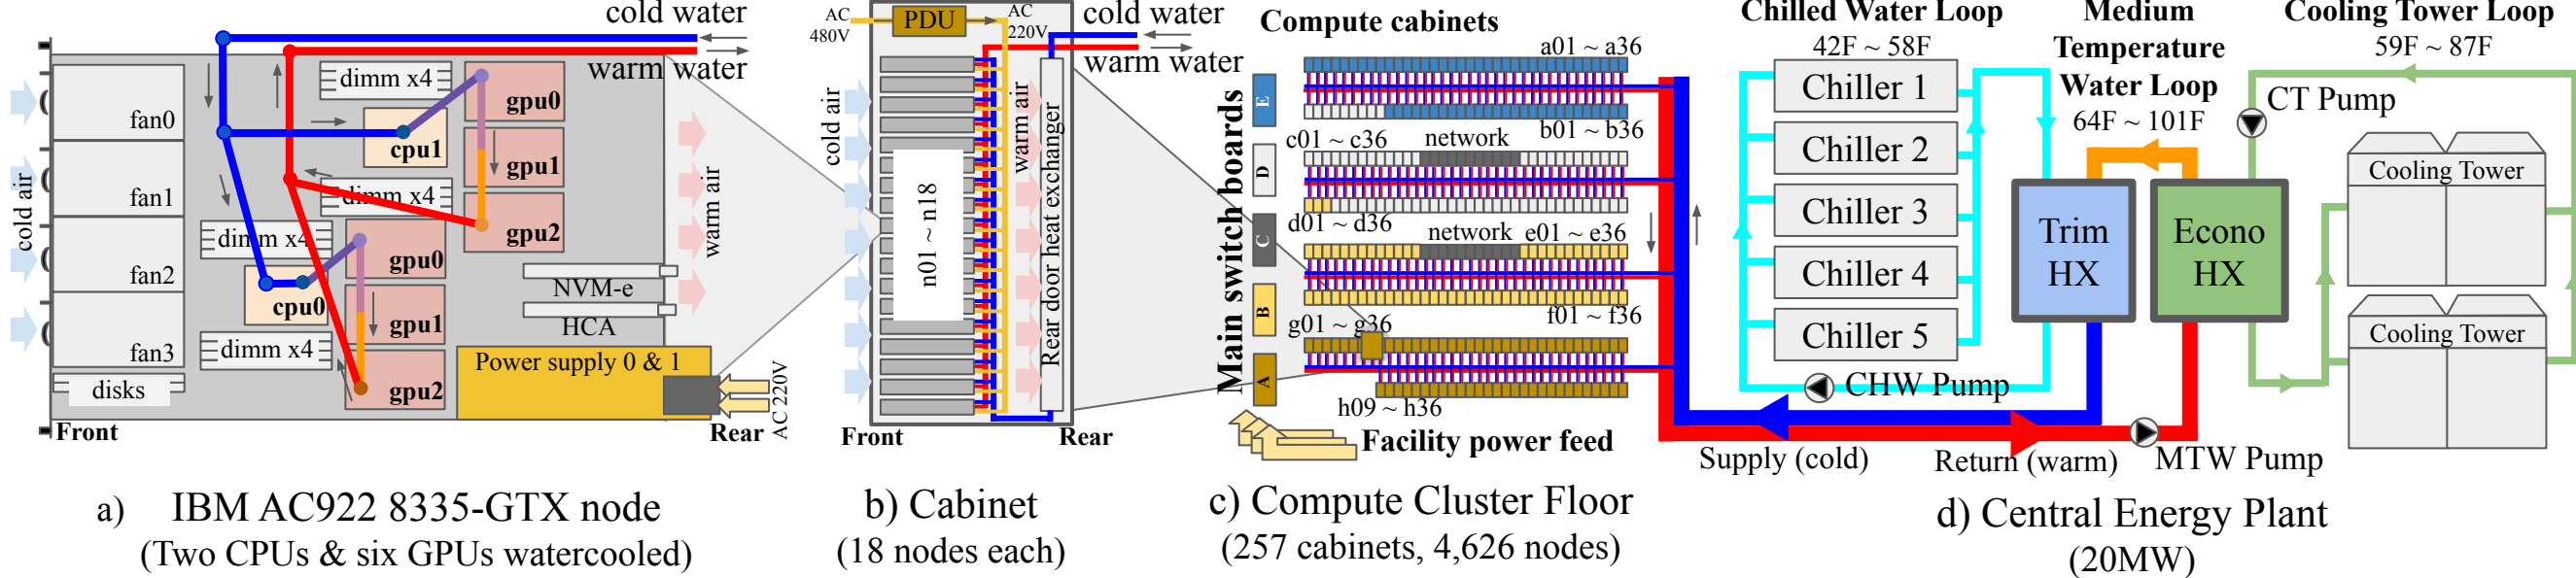 cold water
warm water
fan0
fan1
fan2
fan3
disks
cold air
dimm x4
cpu1
gpu0
gpu1
gpu2
dimm x4
dimm x4
cpu0
gpu0
gpu1
gpu2
dimm x4
NVM-e
HCA
Power supply 0 & 1
warm air
AC 220V
Front
Rear
a) IBM AC922 8335-GTX node
(Two CPUs & six GPUs watercooled)
AC
480V
PDU
AC
220V
cold water
warm water
cold air
n01 ~ n18
warm air
Rear door heat exchanger
Front
Rear
b) Cabinet
(18 nodes each)
Compute cabinets
Main switch boards
E
D
C
B
A
a01 ~ a36
b01 ~ b36
c01 ~ c36
network
d01 ~ d36
network
e01 ~ e36
f01 ~ f36
g01 ~ g36
h09 ~ h36
Facility power feed
c) Compute Cluster Floor
(257 cabinets, 4,626 nodes)
Chilled Water Loop
42F ~ 58F
Medium
Temperature
Water Loop
64F ~ 101F
Cooling Tower Loop
59F ~ 87F
Chiller 1
Chiller 2
Chiller 3
Chiller 4
Chiller 5
CHW Pump
Trim
HX
Econo
HX
CT Pump
Cooling Tower
Cooling Tower
Supply (cold)
Return (warm)
MTW Pump
d) Central Energy Plant
(20MW)